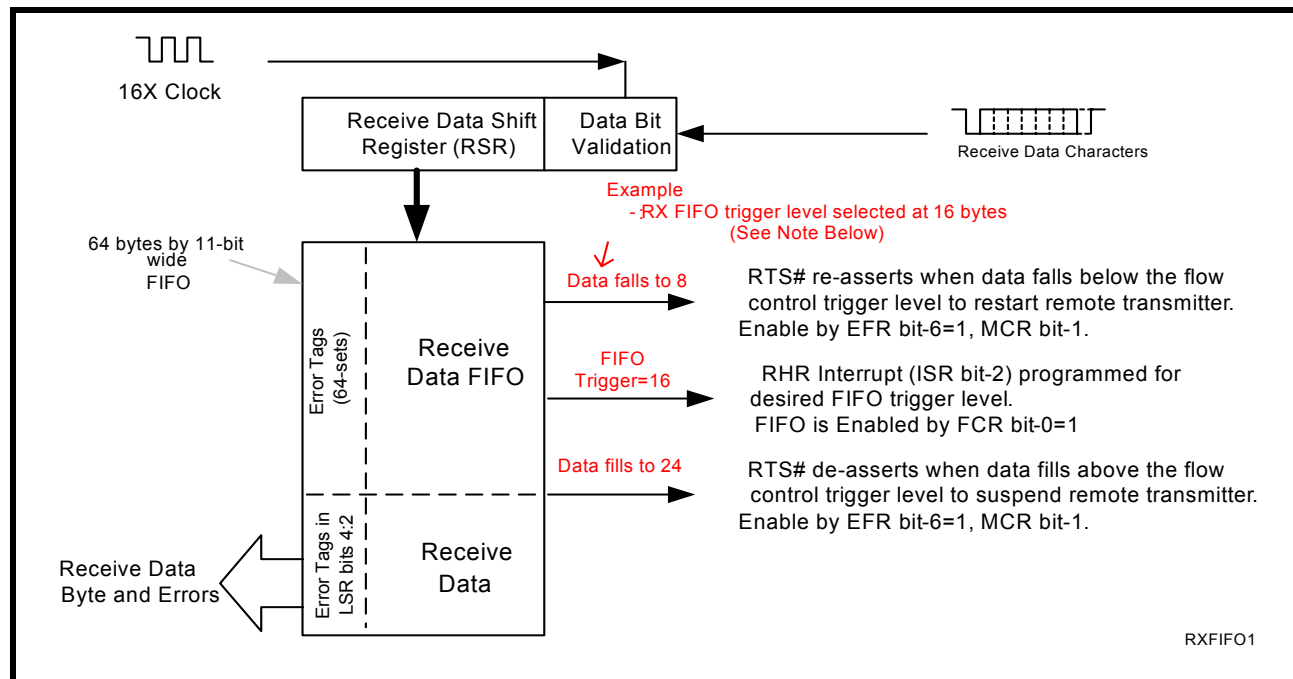 16X Clock
Receive Data Shift
Register (RSR)
Data Bit
Validation
Receive Data Characters
Example
- :RX FIFO trigger level selected at 16 bytes
(See Note Below)
64 bytes by 11-bit
wide
FIFO
Data falls to 8
RTS# re-asserts when data falls below the flow
control trigger level to restart remote transmitter.
Enable by EFR bit-6=1, MCR bit-1.
Error Tags
(64-sets)
Receive
Data FIFO
FIFO
Trigger=16
RHR Interrupt (ISR bit-2) programmed for
desired FIFO trigger level.
FIFO is Enabled by FCR bit-0=1
Data fills to 24
RTS# de-asserts when data fills above the flow
control trigger level to suspend remote transmitter.
Enable by EFR bit-6=1, MCR bit-1.
Error Tags in
LSR bits 4:2
Receive
Data
Receive Data
Byte and Errors
RXFIFO1